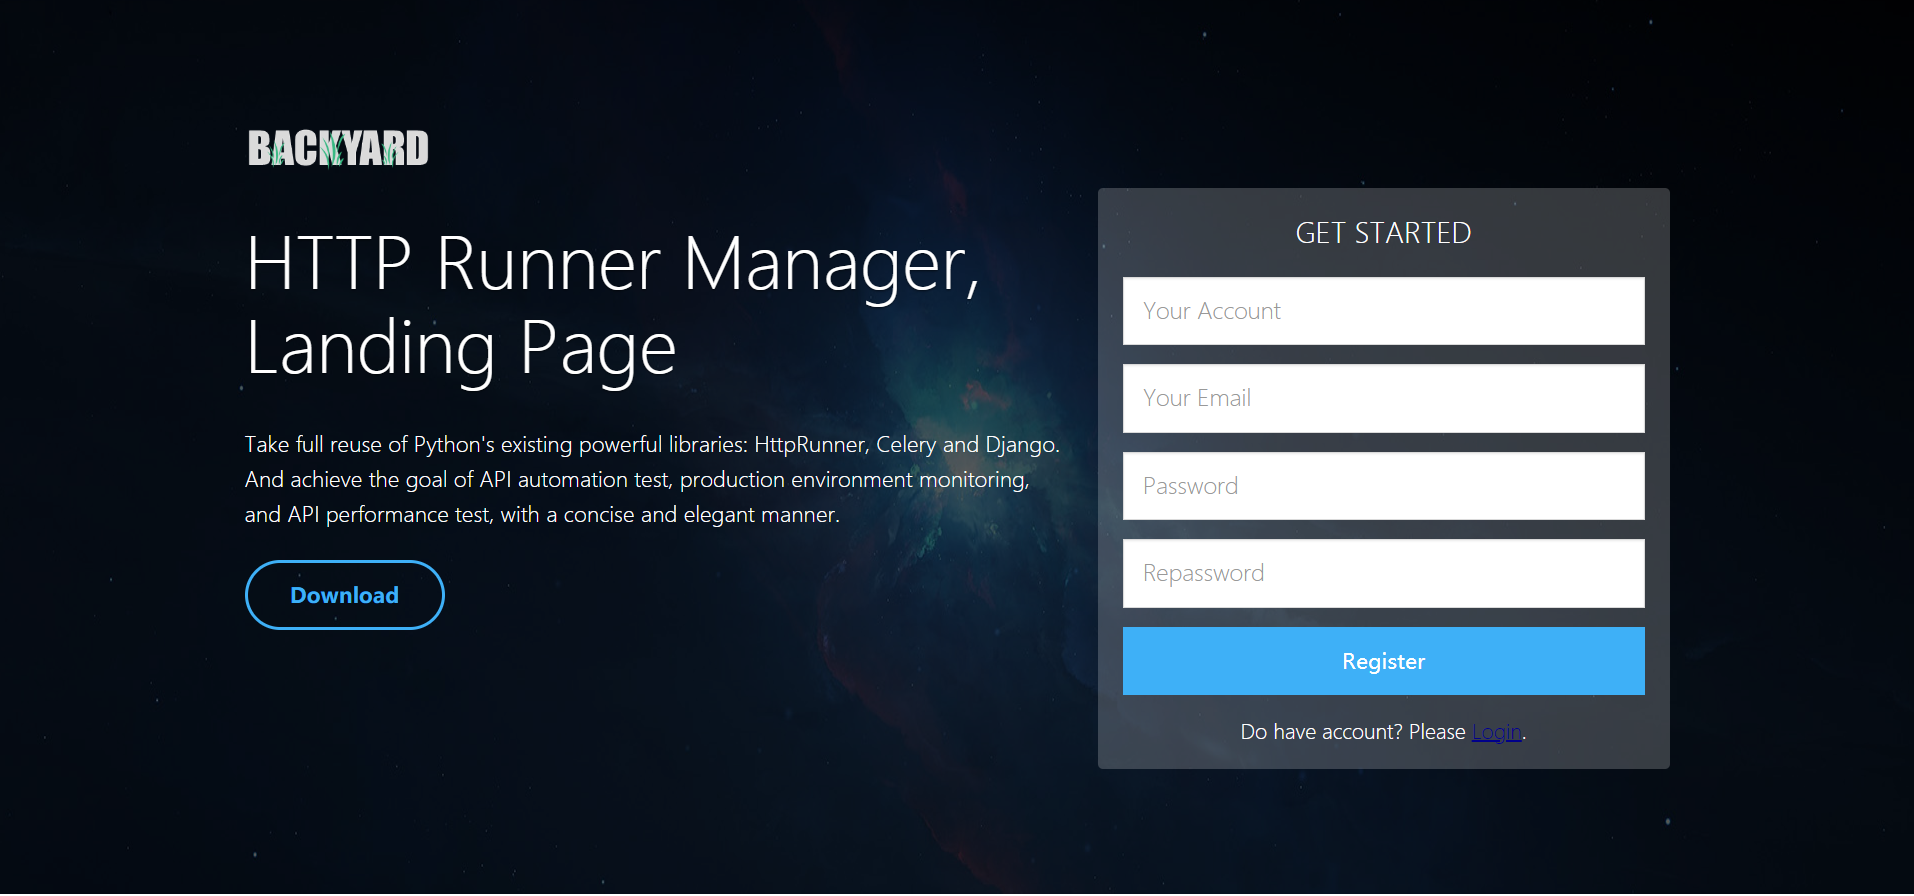 BACKYARD
HTTP Runner Manager,
Landing Page
Take full reuse of Python's existing powerful libraries: HttpRunner, Celery and Django.
And achieve the goal of API automation test, production environment monitoring,
and API performance test, with a concise and elegant manner.
Download
GET STARTED
Your Account
Your Email
Password
Repassword
Register
Do have account? Please Login.